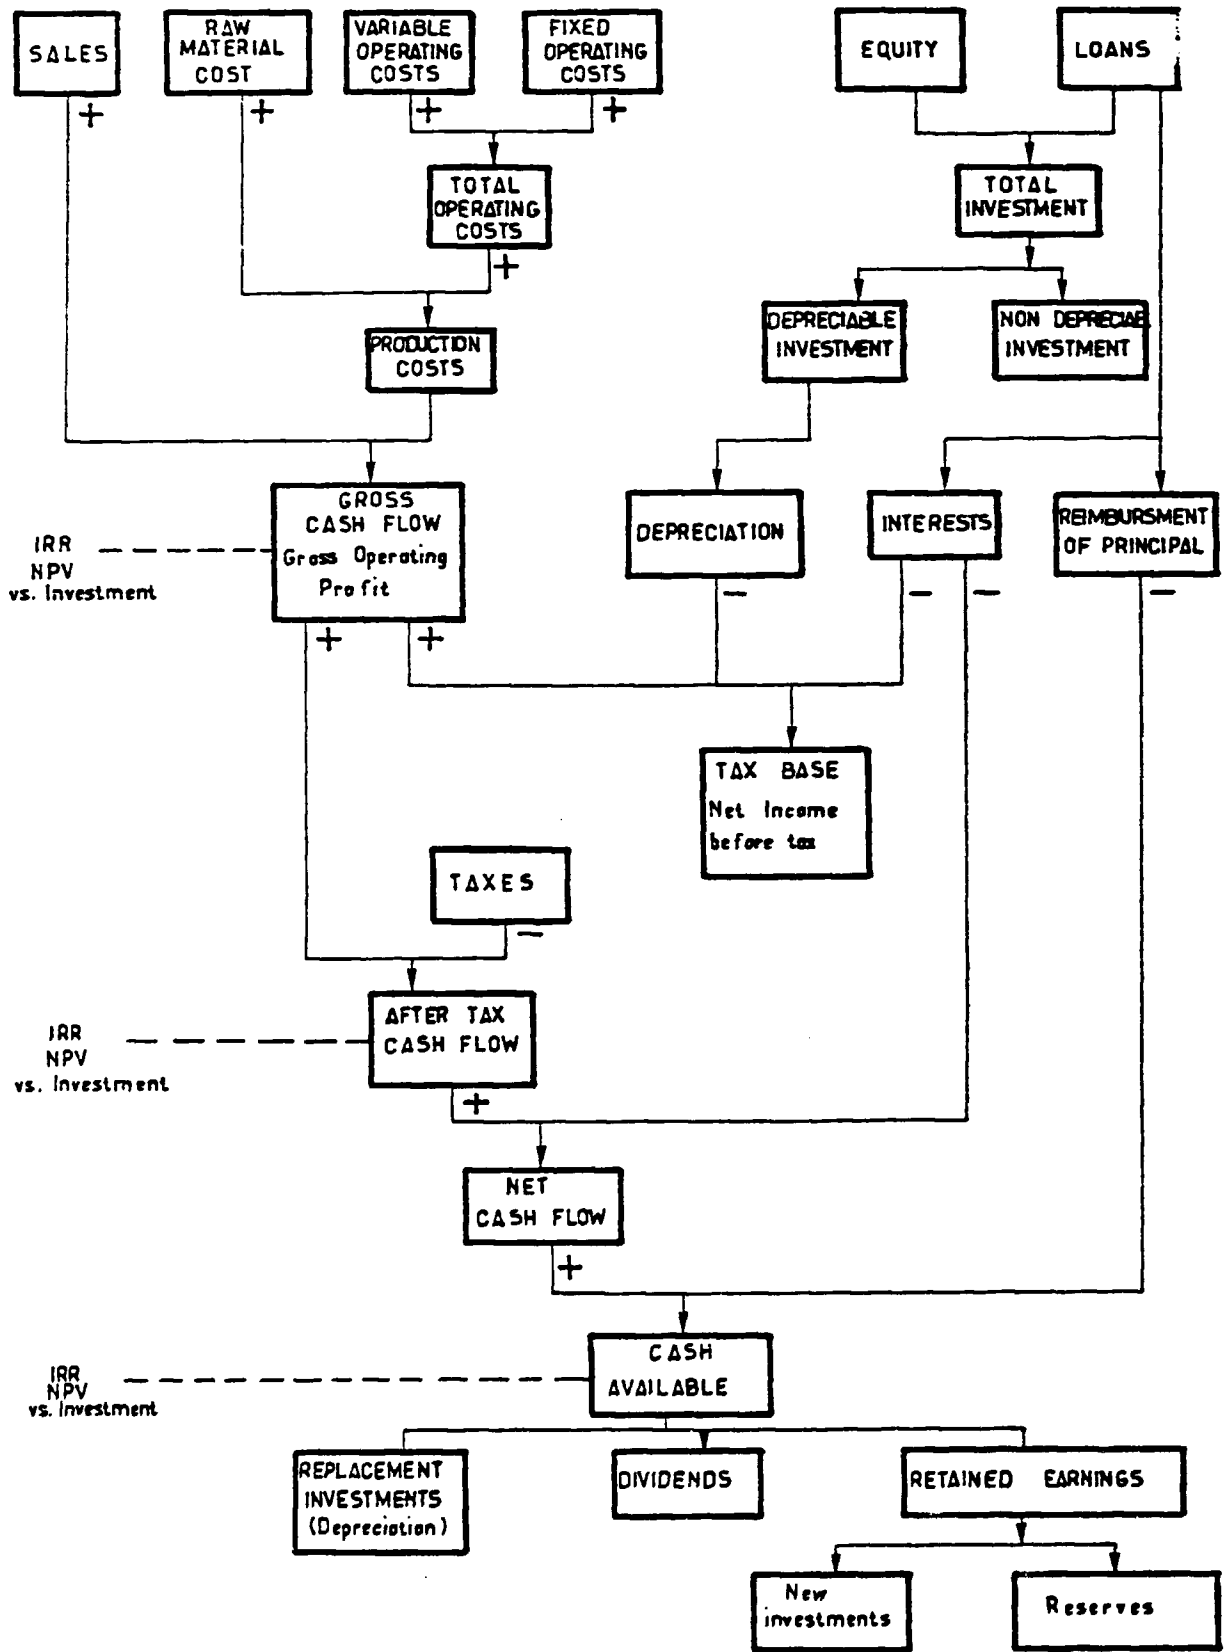 SALES
RAW
MATERIAL
COST
VARIABLE
OPERATING
COSTS
FIXED
OPERATING
COSTS
EQUITY
LOANS
+
+
+
+
TOTAL
OPERATING
COSTS
+
TOTAL
INVESTMENT
PRODUCTION
COSTS
DEPRECIABLE
INVESTMENT
NON DEPRECIAB
INVESTMENT
GROSS
CASH FLOW
Gross Operating
Profit
DEPRECIATION
INTERESTS
REIMBURSMENT
OF PRINCIPAL
IRR
NPV
vs. Investment
+
+
-
-
-
-
TAX BASE
Net Income
before tax
TAXES
-
AFTER TAX
CASH FLOW
IRR
NPV
vs. Investment
+
NET
CASH FLOW
+
CASH
AVAILABLE
IRR
NPV
vs. Investment
REPLACEMENT
INVESTMENTS
(Depreciation)
DIVIDENDS
RETAINED EARNINGS
New
investments
Reserves